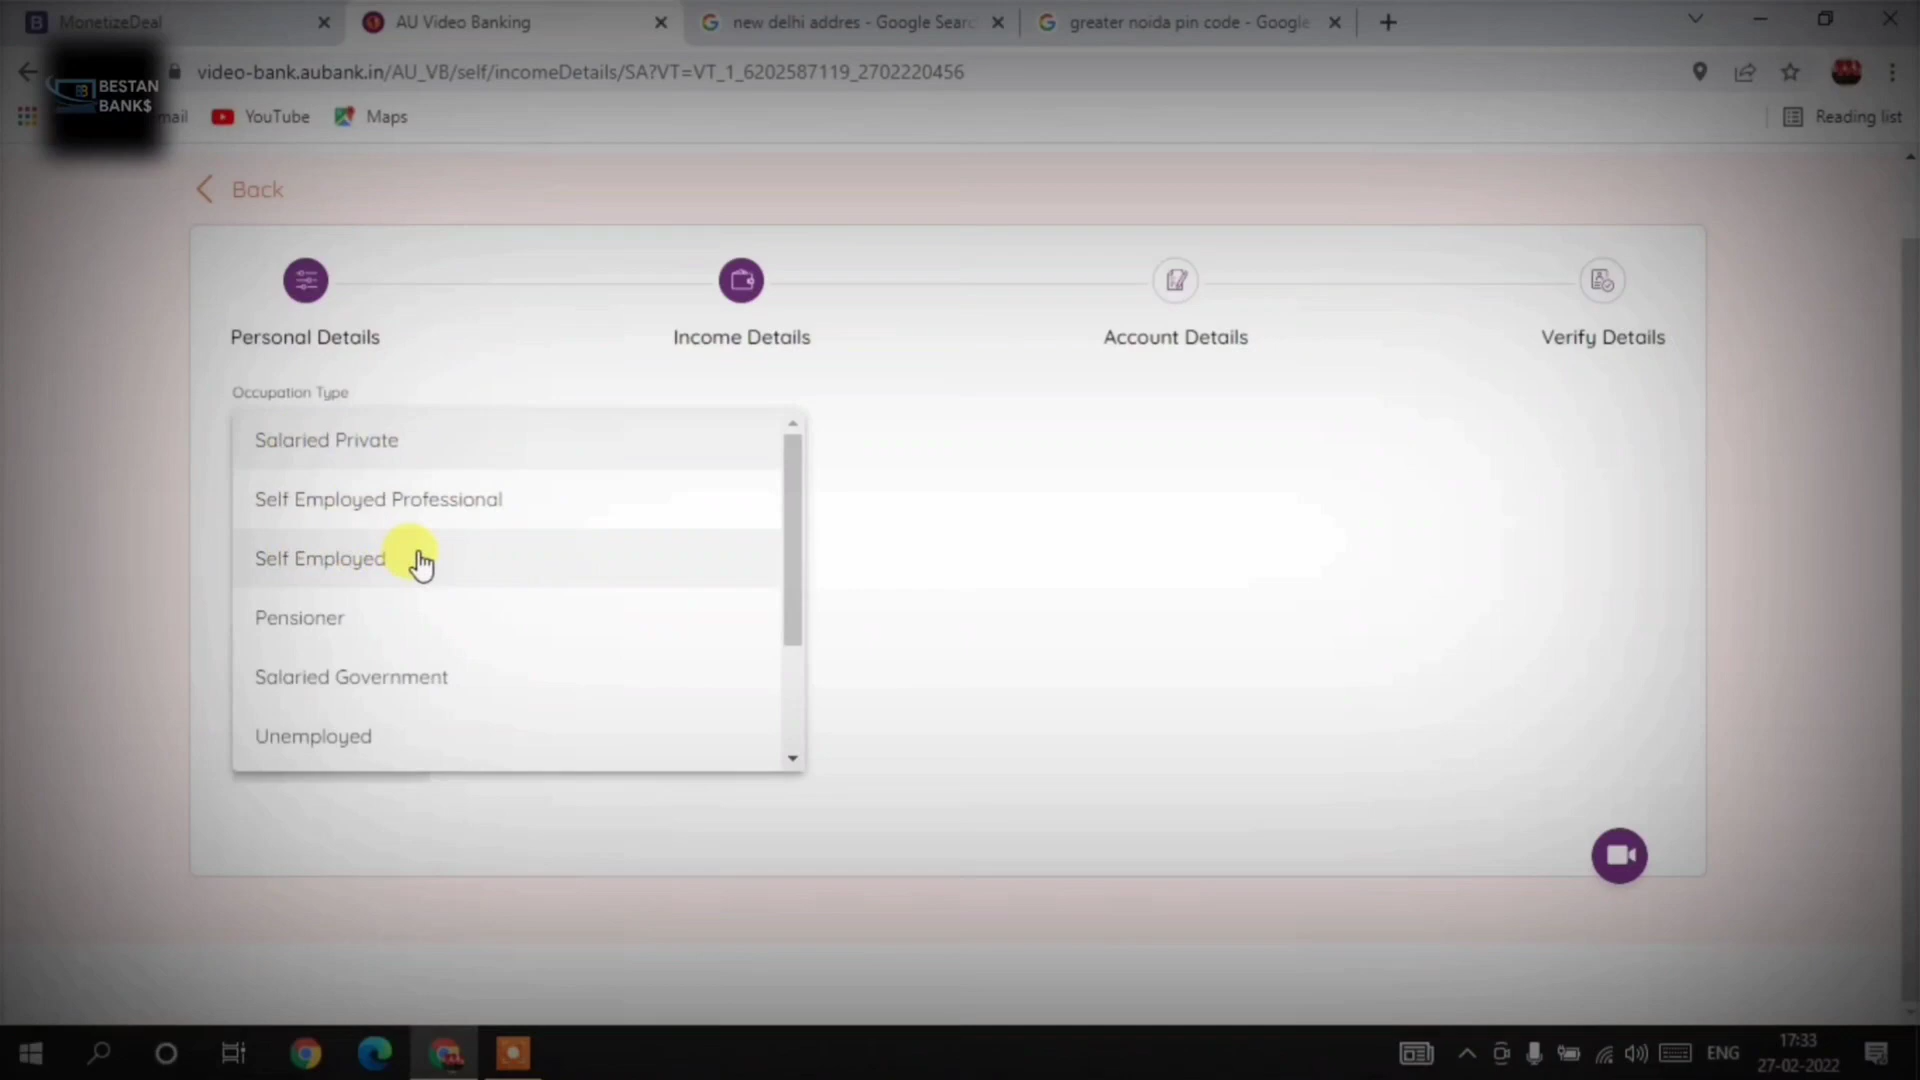 MonetizeDeal
AU Video Banking
new delhi addres - Google Searc
greater noida pin code - Google
video-bank.aubank.in/AU_VB/self/incomeDetails/SA?VT=VT_1_6202587119_2702220456
BESTAN
BANK$
mail
YouTube
Maps
Reading list
Back
Personal Details
Income Details
Account Details
Verify Details
Occupation Type
Salaried Private
Self Employed Professional
Self Employed
Pensioner
Salaried Government
Unemployed
ENG
17:33
27-02-2022